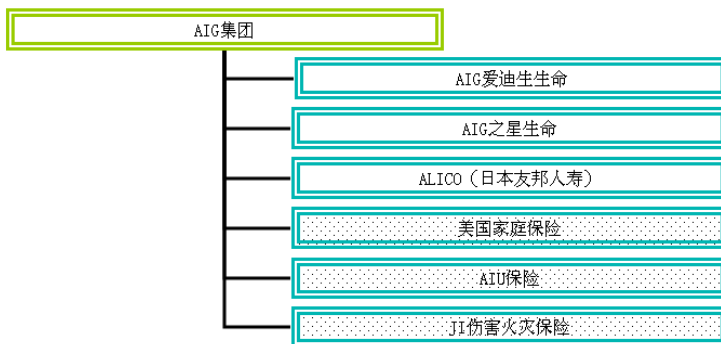 AIG集团
AIG爱迪生生命
AIG之星生命
ALICO（日本友邦人寿）
美国家庭保险
AIU保险
JI伤害火灾保险